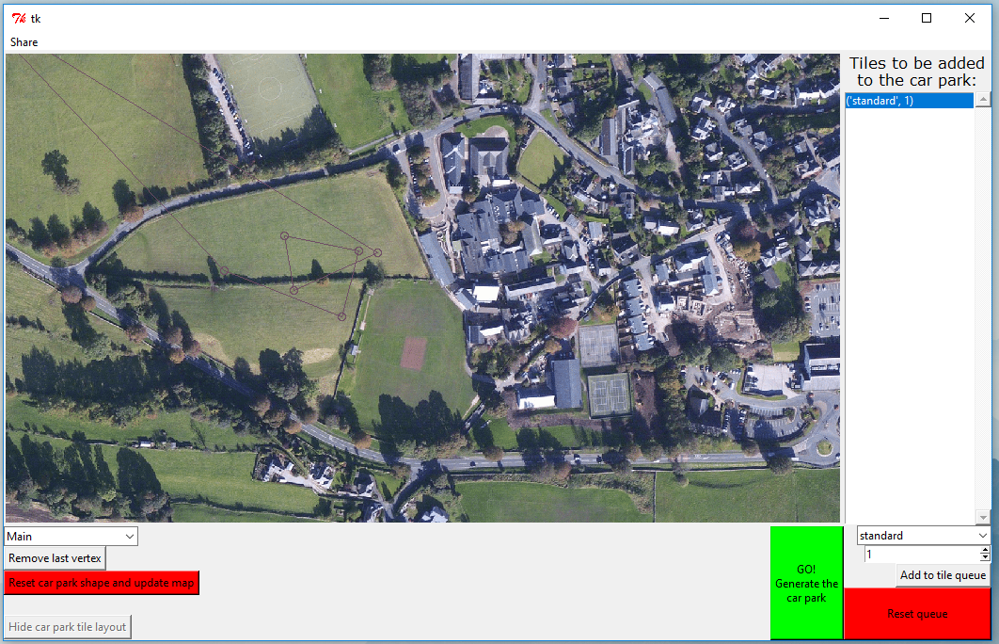 tk
Share
Tiles to be added
to the car park:
('standard', 1)
Main
Remove last vertex
Reset car park shape and update map
Hide car park tile layout
GO!
Generate the
car park
standard
1
Add to tile queue
Reset queue